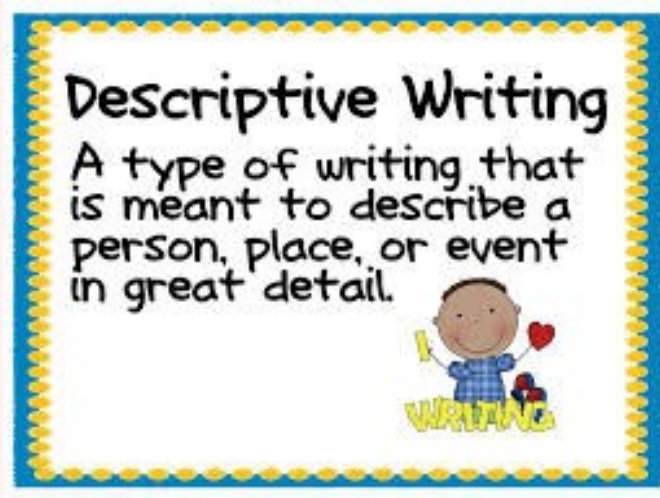 Descriptive Writing
A type of writing that
is meant to describe a
person, place, or event
in great detail.
I
WRITING